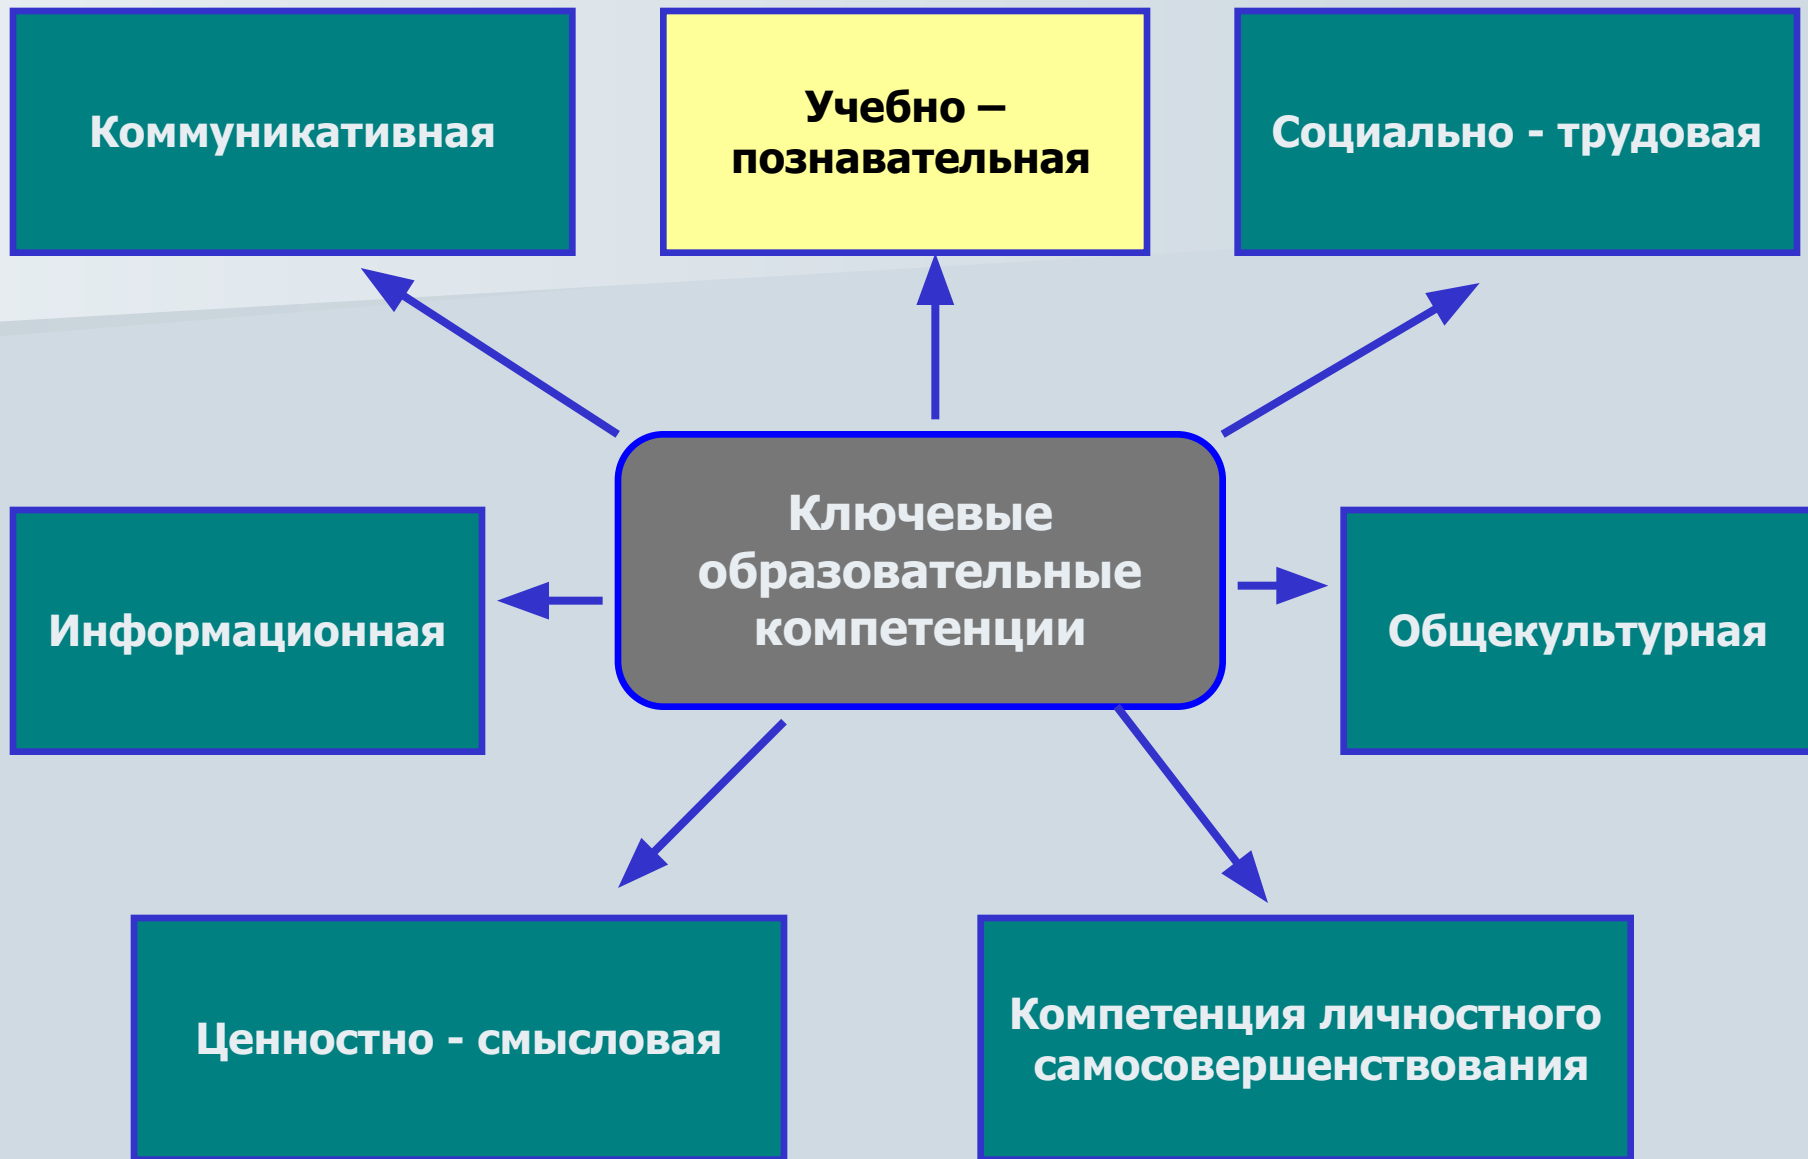 Коммуникативная
Учебно –
познавательная
Социально - трудовая
Ключевые
образовательные
компетенции
Информационная
Общекультурная
Ценностно - смысловая
Компетенция личностного
самосовершенствования